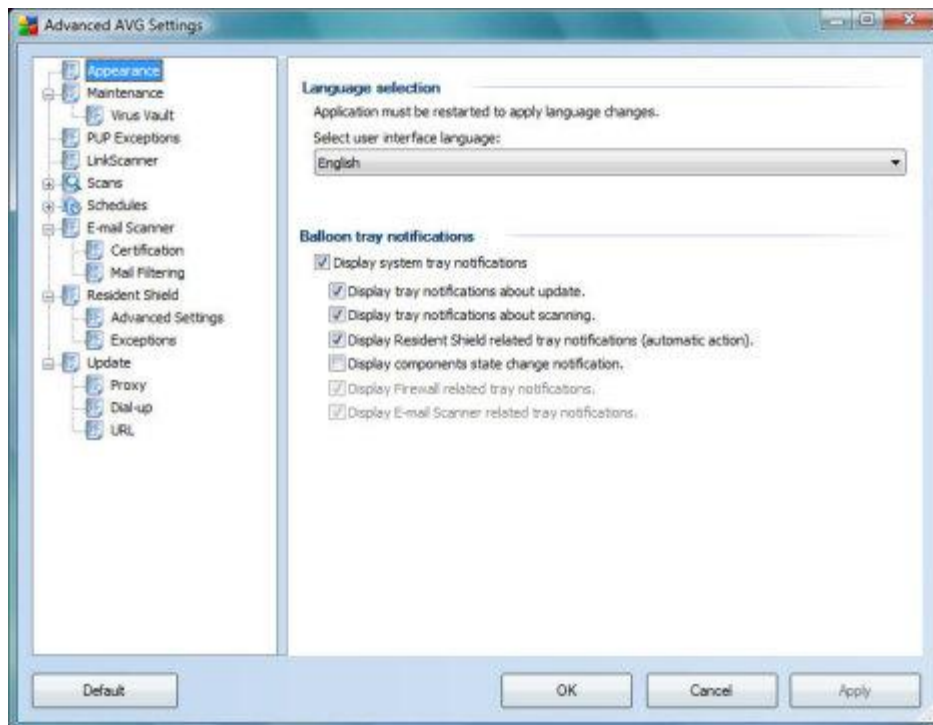 Advanced AVG Settings
Appearance
Maintenance
Virus Vault
PUP Exceptions
LinkScanner
Scans
Schedules
E-mail Scanner
Certification
Mail Filtering
Resident Shield
Advanced Settings
Exceptions
Update
Proxy
Dial-up
URL
Language selection
Application must be restarted to apply language changes.
Select user interface language:
English
Balloon tray notifications
Display system tray notifications
Display tray notifications about update.
Display tray notifications about scanning.
Display Resident Shield related tray notifications (automatic action).
Display components state change notification.
Display Firewall related tray notifications.
Display E-mail Scanner related tray notifications.
Default
OK
Cancel
Apply